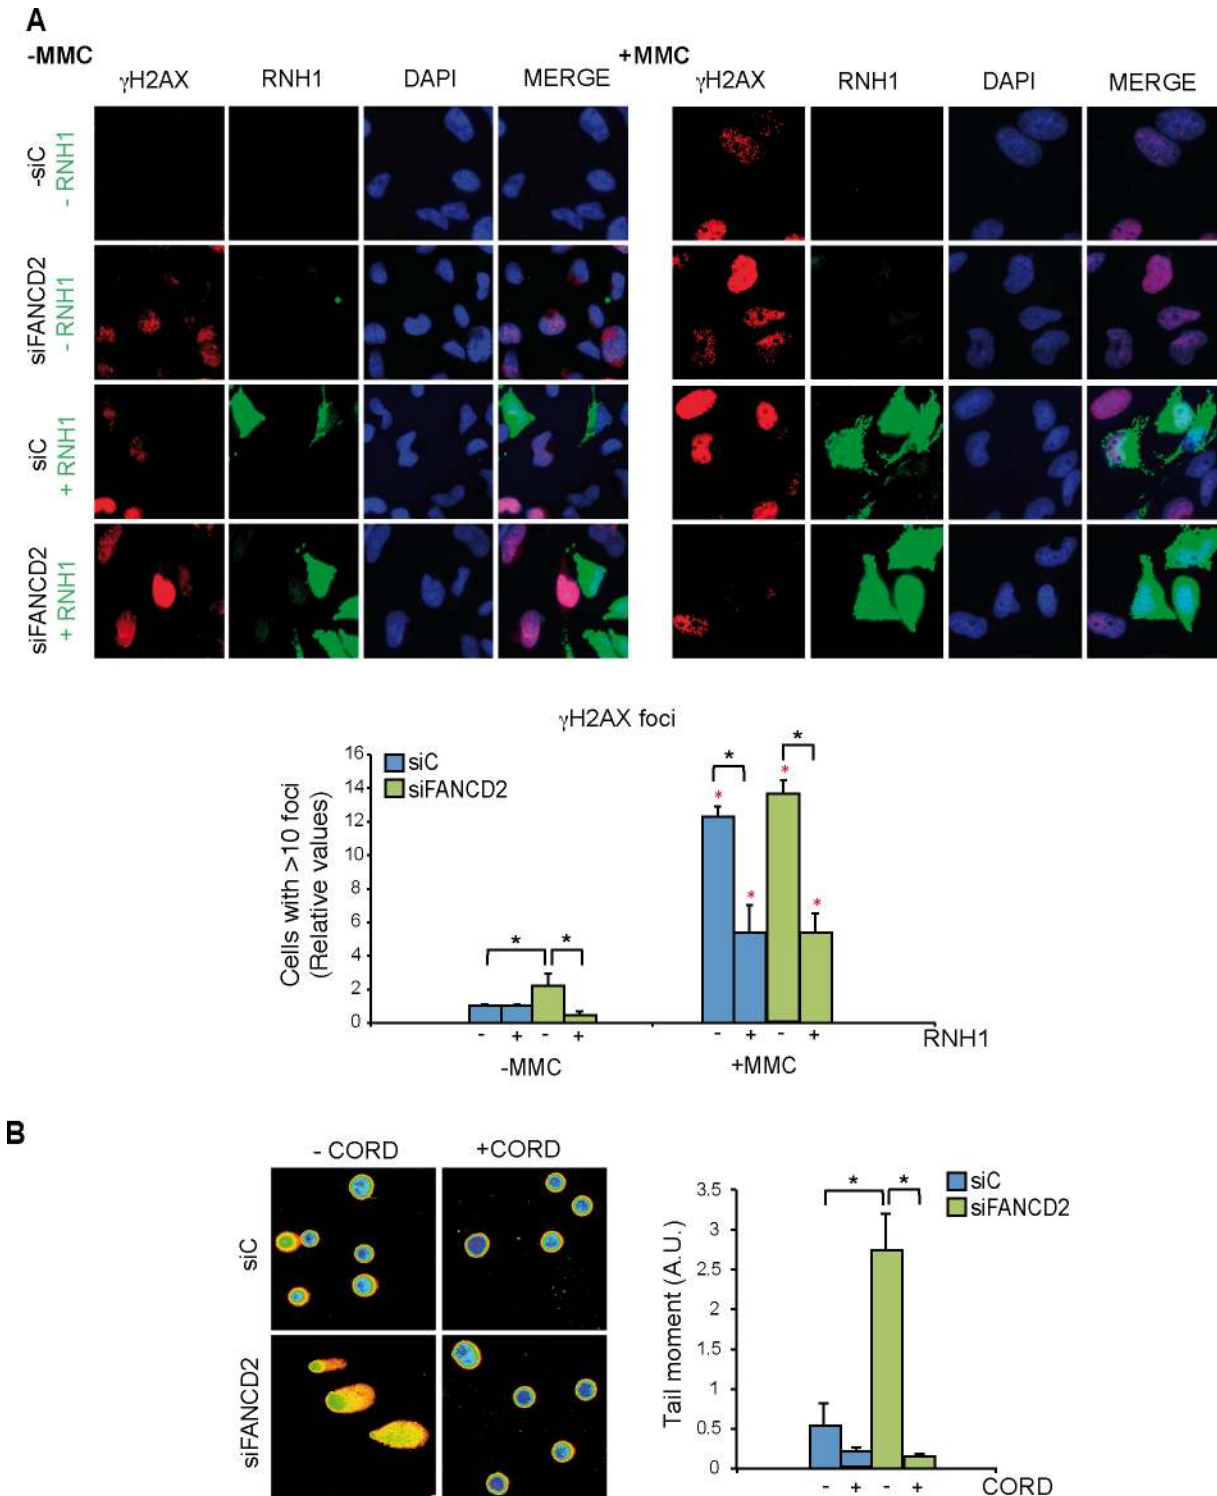 A
-MMC
+MMC
γH2AX RNH1 DAPI MERGE γH2AX RNH1 DAPI MERGE
-siC
- RNH1
siFANCD2
- RNH1
siC
+ RNH1
siFANCD2
+ RNH1
γH2AX foci
siC
siFANCD2
Cells with >10 foci
(Relative values)
16
14
12
10
8
6
4
2
0
* * * *
* * * *
- + - + - + - + RNH1
-MMC +MMC
B
- CORD +CORD
siC
siFANCD2
siC
siFANCD2
Tail moment (A.U.)
3.5
3
2.5
2
1.5
1
0.5
0
* *
- + - + CORD